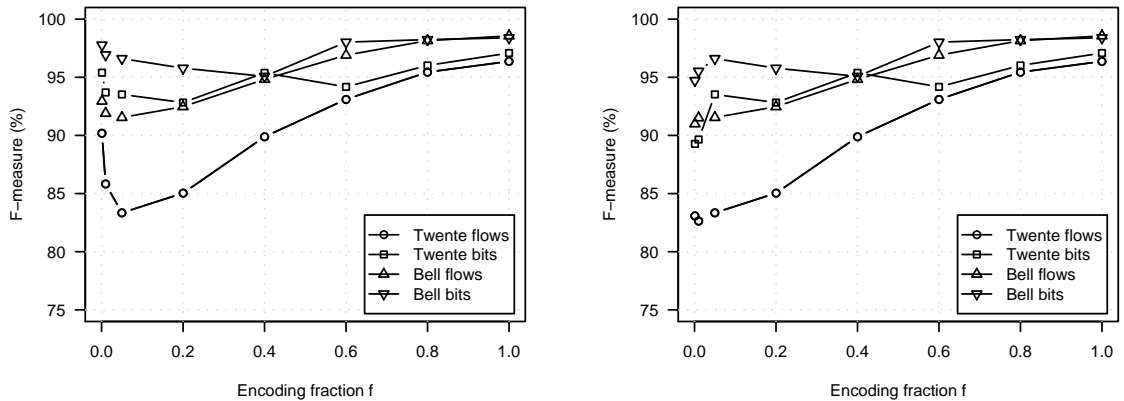 100
95
90
85
80
75
F−measure (%)
0.0 0.2 0.4 0.6 0.8 1.0
Encoding fraction f
Twente flows
Twente bits
Bell flows
Bell bits
100
95
90
85
80
75
F−measure (%)
0.0 0.2 0.4 0.6 0.8 1.0
Encoding fraction f
Twente flows
Twente bits
Bell flows
Bell bits